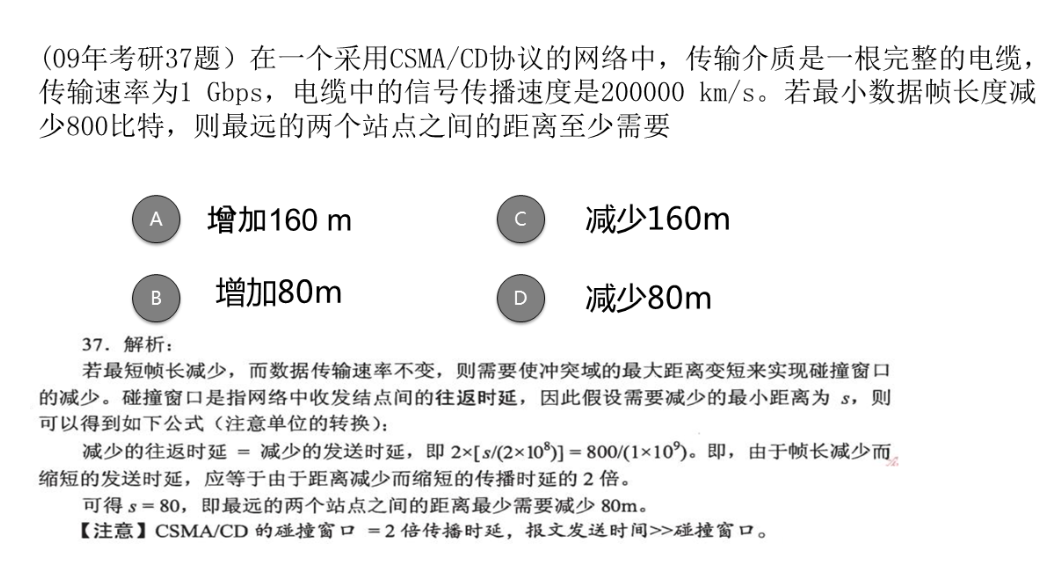 (09年考研37题）在一个采用CSMA/CD协议的网络中，传输介质是一根完整的电缆，
传输速率为1 Gbps，电缆中的信号传播速度是200000 km/s。若最小数据帧长度减
少800比特，则最远的两个站点之间的距离至少需要
A 增加160 m
C 减少160m
B 增加80m
D 减少80m
37．解析：
若最短帧长减少，而数据传输速率不变，则需要使冲突域的最大距离变短来实现碰撞窗口
的减少。碰撞窗口是指网络中收发结点间的往返时延，因此假设需要减少的最小距离为 s，则
可以得到如下公式（注意单位的转换）：
减少的往返时延 = 减少的发送时延，即 2×[s/(2×10⁸)] = 800/(1×10⁹)。即，由于帧长减少而
缩短的发送时延，应等于由于距离减少而缩短的传播时延的 2 倍。
可得 s = 80，即最远的两个站点之间的距离最少需要减少 80m。
【注意】CSMA/CD 的碰撞窗口 = 2 倍传播时延，报文发送时间>>碰撞窗口。